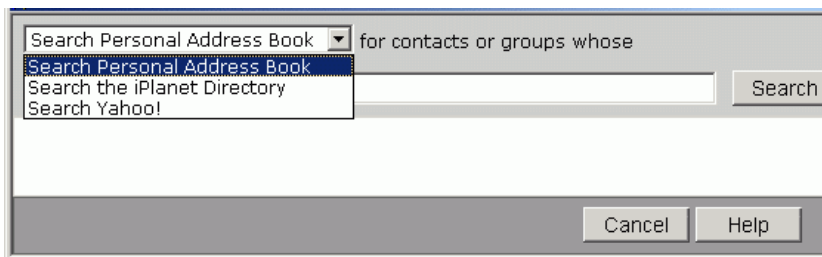 Search Personal Address Book for contacts or groups whose
Search Personal Address Book
Search the iPlanet Directory
Search
Search Yahoo!
Cancel Help